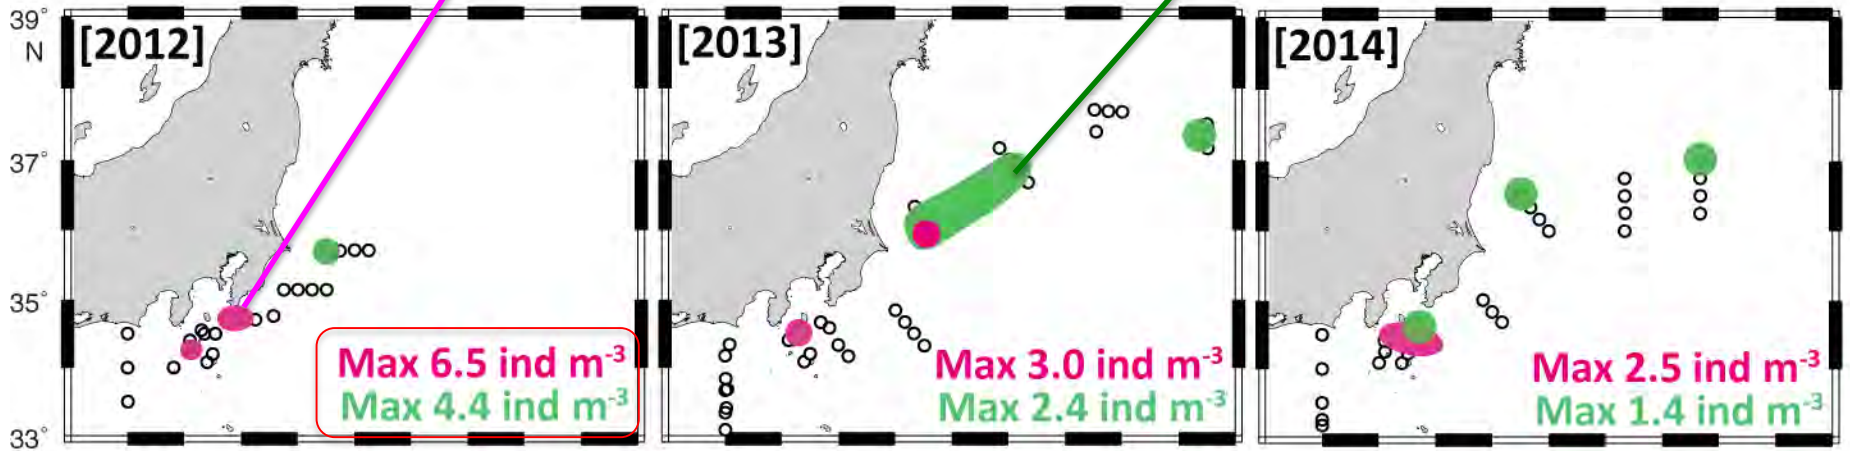 39°
N
37°
35°
33°
[2012]
Max 6.5 ind m⁻³
Max 4.4 ind m⁻³
[2013]
Max 3.0 ind m⁻³
Max 2.4 ind m⁻³
[2014]
Max 2.5 ind m⁻³
Max 1.4 ind m⁻³